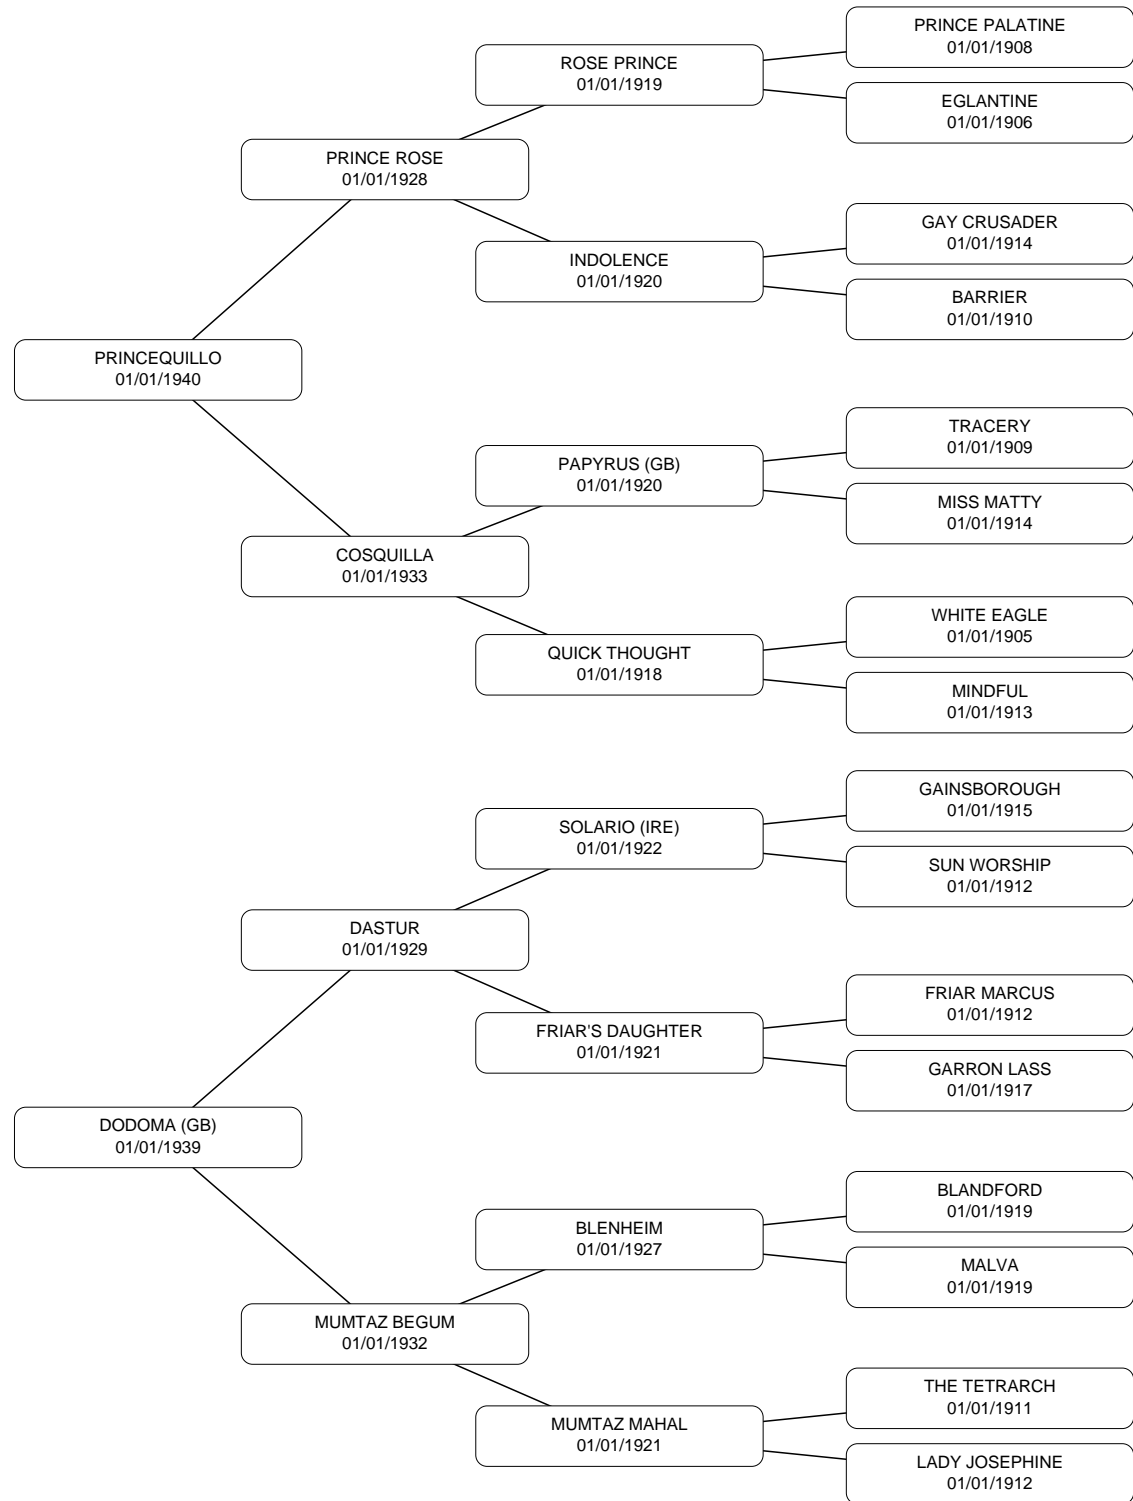 PRINCE PALATINE
01/01/1908
ROSE PRINCE
01/01/1919
EGLANTINE
01/01/1906
PRINCE ROSE
01/01/1928
GAY CRUSADER
01/01/1914
INDOLENCE
01/01/1920
BARRIER
01/01/1910
PRINCEQUILLO
01/01/1940
TRACERY
01/01/1909
PAPYRUS (GB)
01/01/1920
MISS MATTY
01/01/1914
COSQUILLA
01/01/1933
WHITE EAGLE
01/01/1905
QUICK THOUGHT
01/01/1918
MINDFUL
01/01/1913
GAINSBOROUGH
01/01/1915
SOLARIO (IRE)
01/01/1922
SUN WORSHIP
01/01/1912
DASTUR
01/01/1929
FRIAR MARCUS
01/01/1912
FRIAR'S DAUGHTER
01/01/1921
GARRON LASS
01/01/1917
DODOMA (GB)
01/01/1939
BLANDFORD
01/01/1919
BLENHEIM
01/01/1927
MALVA
01/01/1919
MUMTAZ BEGUM
01/01/1932
THE TETRARCH
01/01/1911
MUMTAZ MAHAL
01/01/1921
LADY JOSEPHINE
01/01/1912